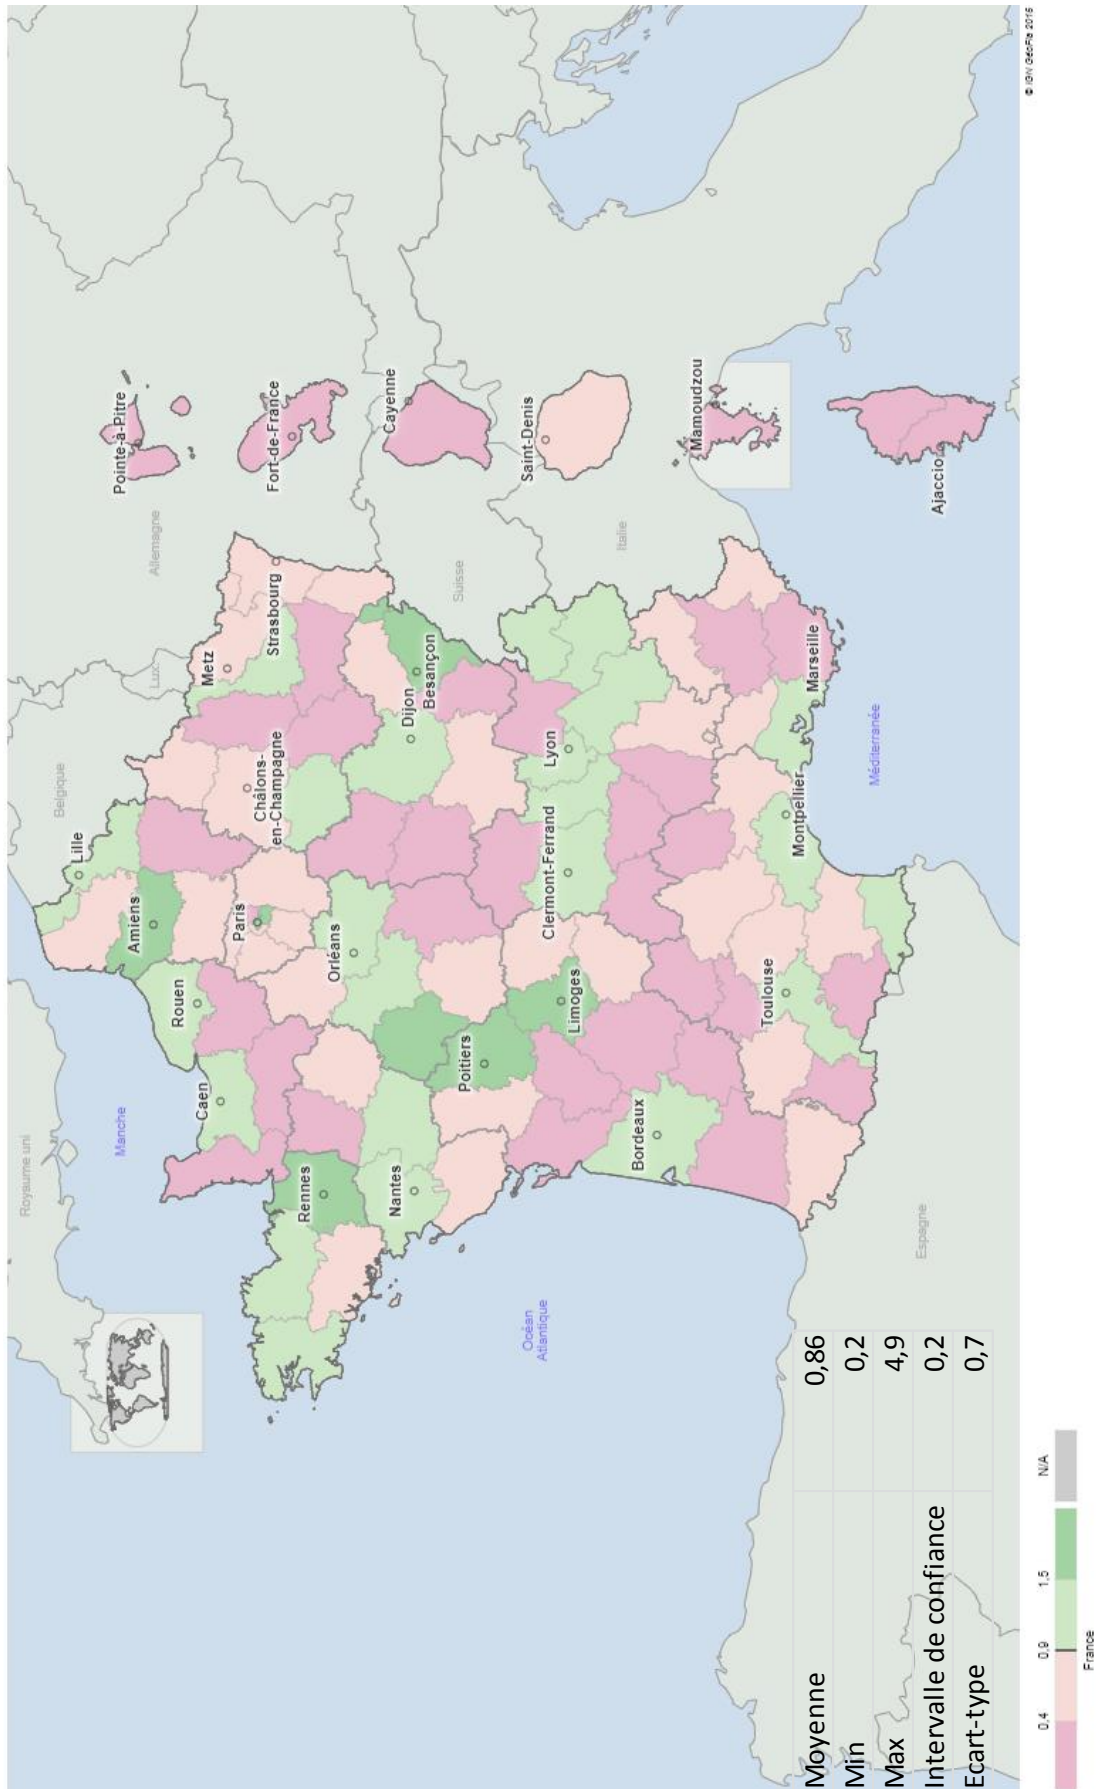 Royaume uni
Manche
Belgique
Lux.
Allemagne
Suisse
Italie
Espagne
Océan
Atlantique
Méditerranée
Lille
Amiens
Rouen
Caen
Paris
Metz
Strasbourg
Châlons-
en-Champagne
Rennes
Nantes
Orléans
Dijon
Besançon
Poitiers
Limoges
Clermont-Ferrand
Lyon
Bordeaux
Toulouse
Montpellier
Marseille
Ajaccio
Pointe-à-Pitre
Fort-de-France
Cayenne
Saint-Denis
Mamoudzou
Moyenne 0,86
Min 0,2
Max 4,9
Intervalle de confiance 0,2
Ecart-type 0,7
0,4 0,9 1,5 N/A
France
© IGN GéoFla 2015